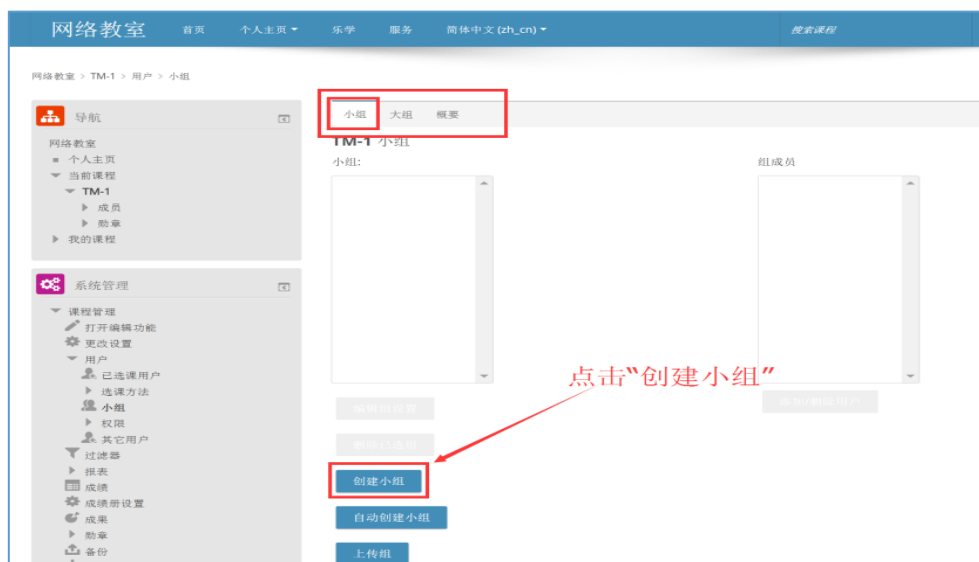 网络教室 首页 个人主页 乐学 服务 简体中文 (zh_cn) 搜索课程
网络教室 > TM-1 > 用户 > 小组
导航
网络教室
个人主页
当前课程
TM-1
成员
勋章
我的课程
系统管理
课程管理
打开编辑功能
更改设置
用户
已选课用户
选课方法
小组
权限
其它用户
过滤器
报表
成绩
成绩册设置
成果
勋章
备份
小组 大组 概要
TM-1 小组
小组:
组成员
点击“创建小组”
编辑组设置
添加/删除用户
删除已选组
创建小组
自动创建小组
上传组